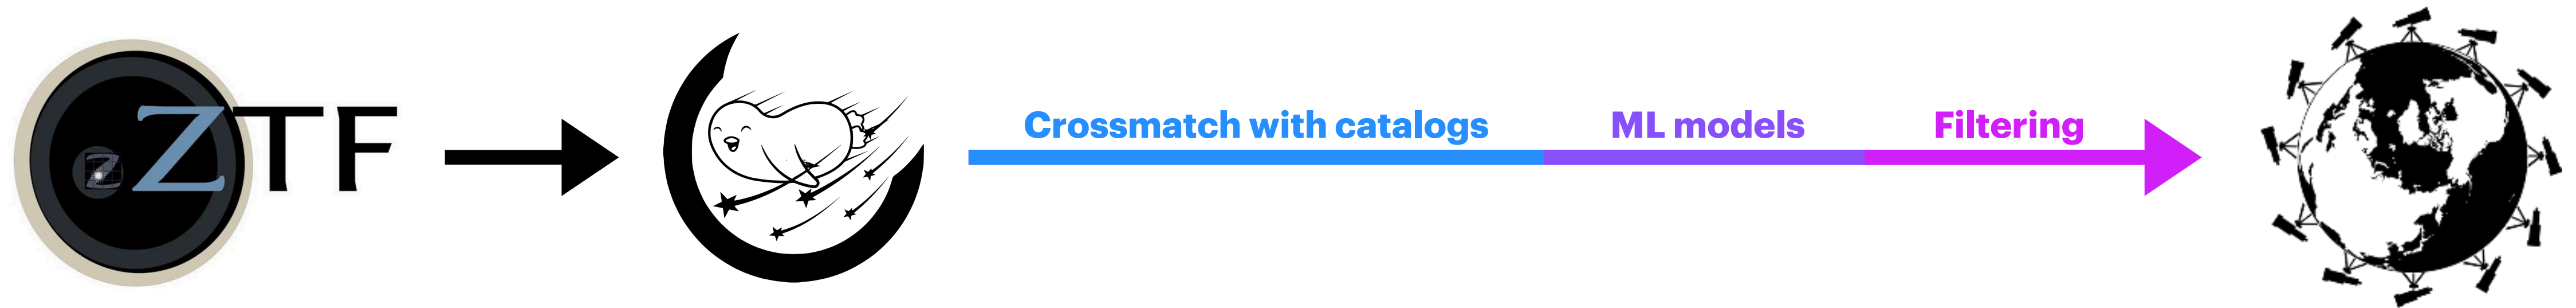 ZTF
Z
Crossmatch with catalogs
ML models
Filtering